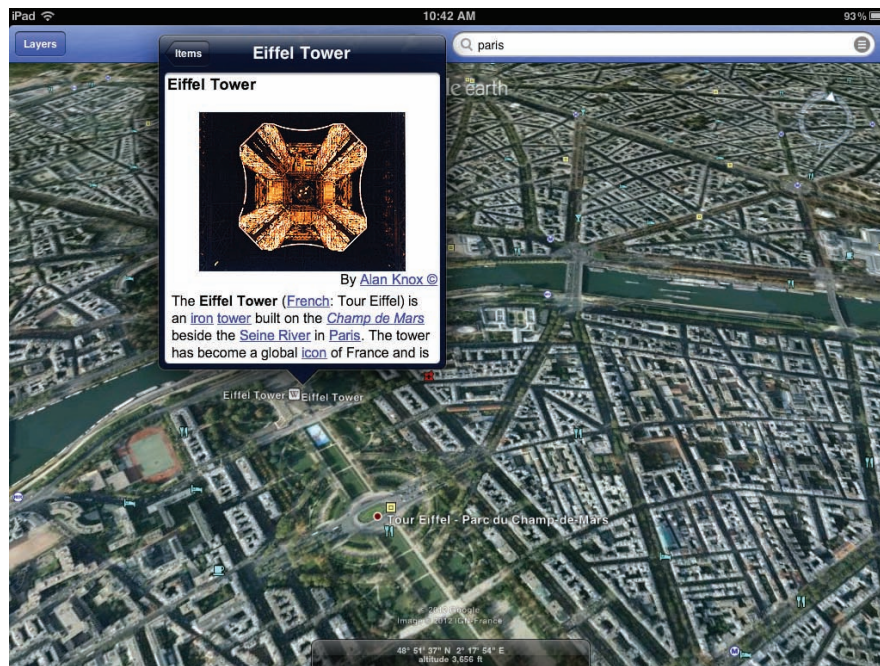 iPad
10:42 AM
93%
Layers
Items
Eiffel Tower
paris
Eiffel Tower
le earth
By Alan Knox ©
The Eiffel Tower (French: Tour Eiffel) is
an iron tower built on the Champ de Mars
beside the Seine River in Paris. The tower
has become a global icon of France and is
Eiffel Tower W Eiffel Tower
Tour Eiffel - Parc du Champ-de-Mars
Google
2012 IGN France
48° 51' 37" N 2° 17' 54" E
altitude 3,656 ft